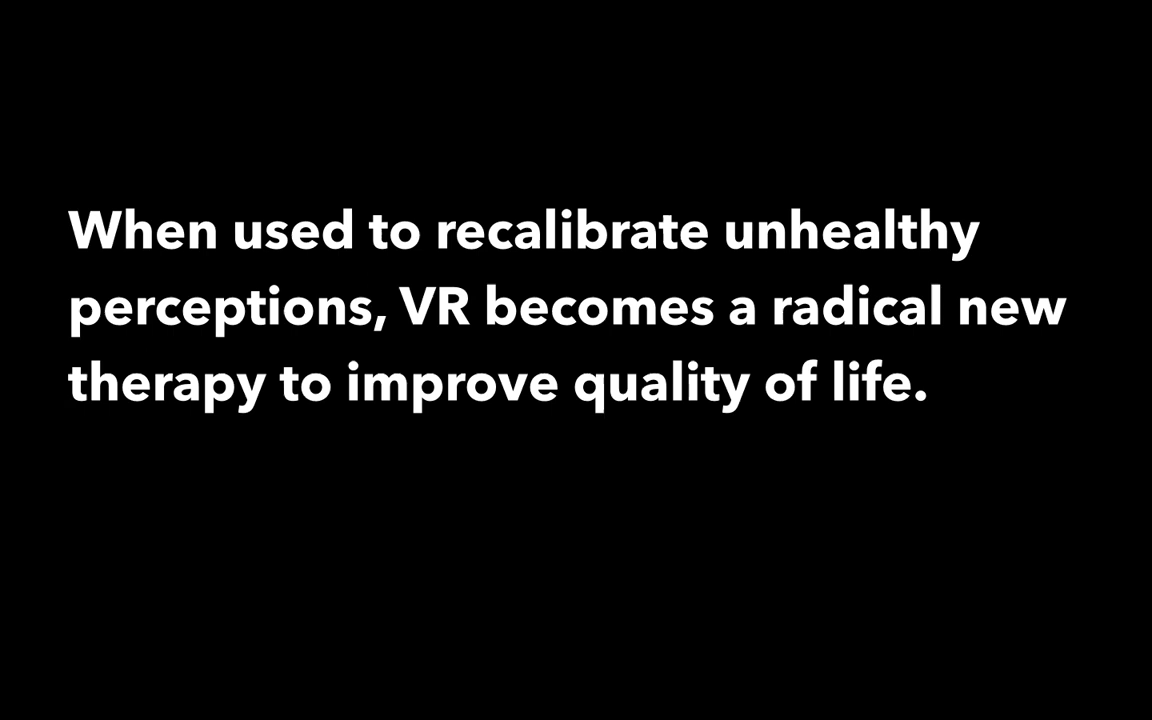 When used to recalibrate unhealthy
perceptions, VR becomes a radical new
therapy to improve quality of life.